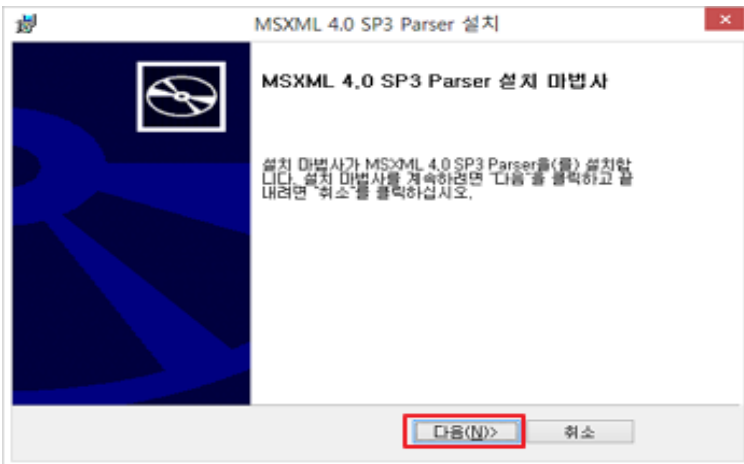 MSXML 4.0 SP3 Parser 설치
MSXML 4.0 SP3 Parser 설치 마법사
설치 마법사가 MSXML 4.0 SP3 Parser을(를) 설치합
니다. 설치 마법사를 계속하려면 "다음"을 클릭하고 끝
내려면 "취소"를 클릭하십시오.
다음(N)>
취소